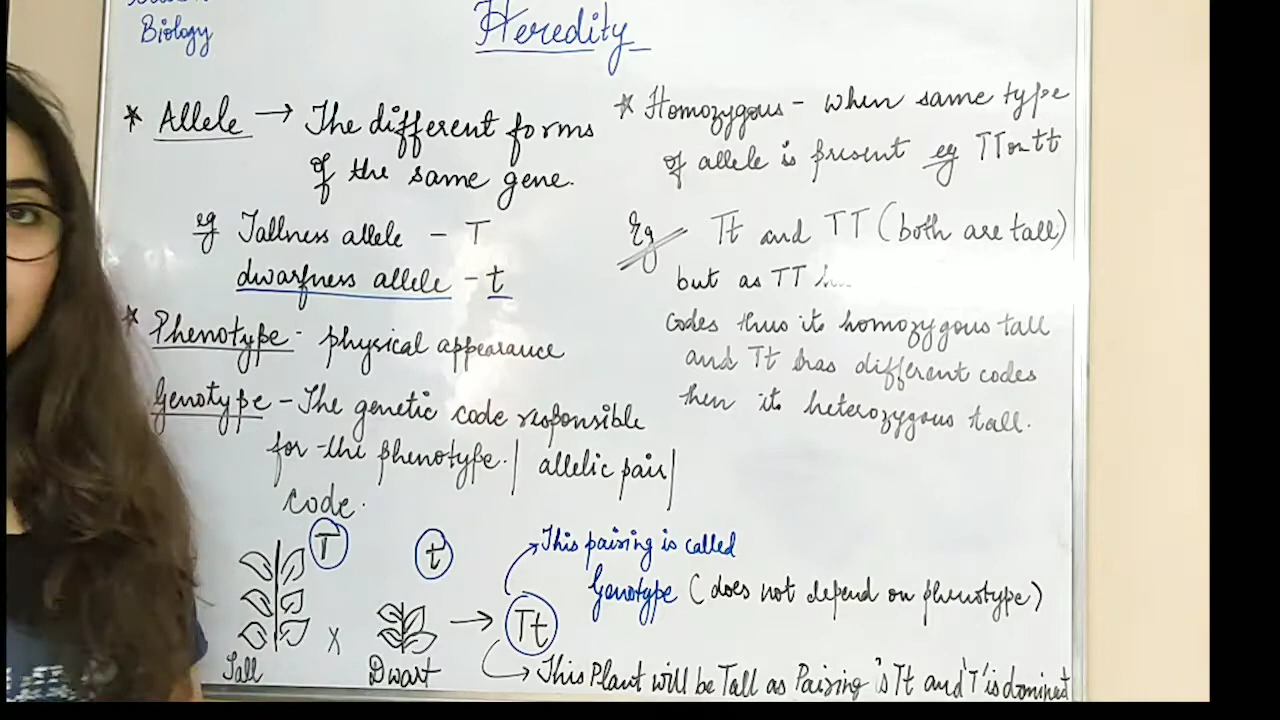 Biology
Heredity
* Allele → The different forms
of the same gene.
eg Tallness allele - T
dwarfness allele - t
* Phenotype - physical appearance
Genotype - The genetic code responsible
for the phenotype. / allelic pair /
code.
T
t
Tall
X
Dwart
→ Tt
This pairing is called
Genotype (does not depend on phenotype)
This Plant will be Tall as Pairing is Tt and 'T' is dominent
* Homozygous - when same type
of allele is present eg TT or tt
Eg Tt and TT (both are tall)
but as TT
codes thus its homozygous tall
and Tt has different codes
then its heterozygous tall.